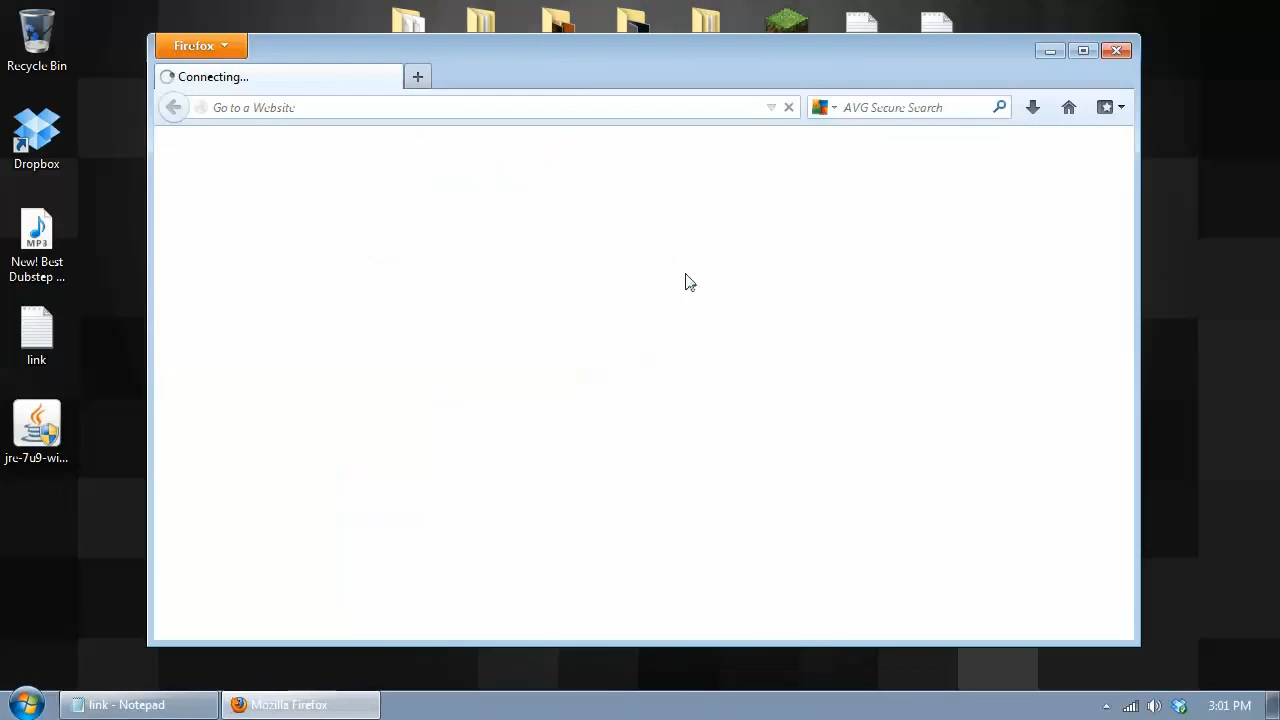 Recycle Bin
Dropbox
MP3
New! Best
Dubstep ...
link
jre-7u9-wi...
Firefox
Connecting...
Go to a Website
AVG Secure Search
link - Notepad
Mozilla Firefox
3:01 PM